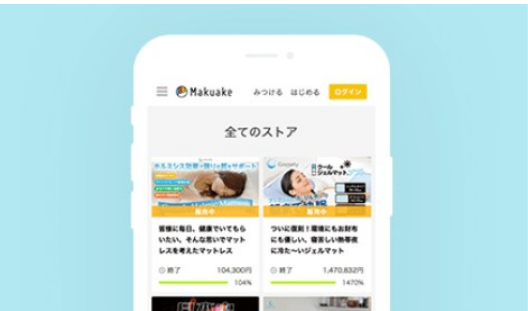 Makuake
みつける はじめる ログイン
全てのストア
販売中
販売中
皆様に毎日、健康でいてもら
いたい。そんな思いでマット
レスを考えたマットレス
終了 104,300円
104%
ついに復刻！環境にもお財布
にも優しい、寝苦しい熱帯夜
に冷た〜いジェルマット
終了 1,470,832円
1470%